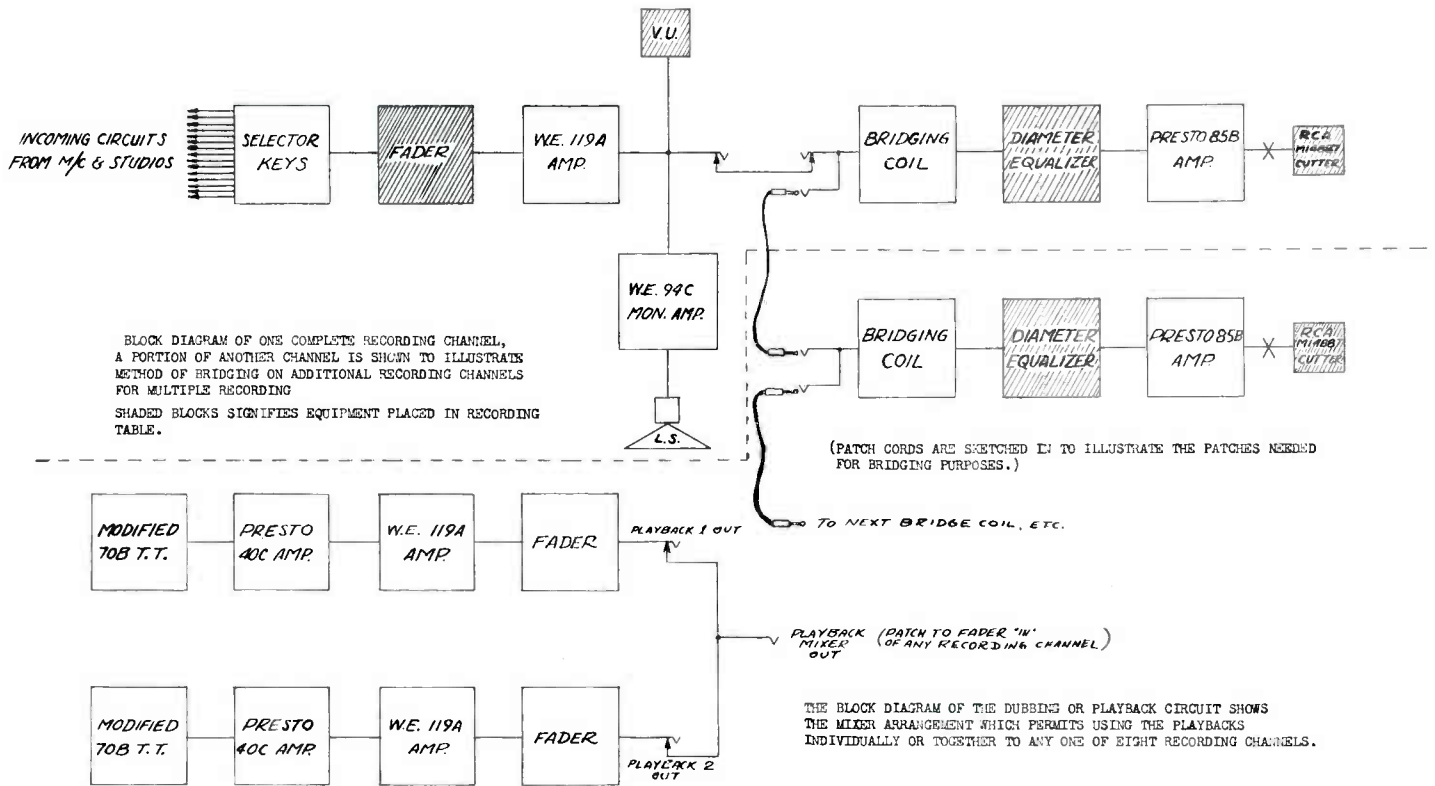 V.U.
INCOMING CIRCUITS
FROM M/C & STUDIOS
SELECTOR
KEYS
FADER
W.E. 119A
AMP.
BRIDGING
COIL
DIAMETER
EQUALIZER
PRESTO 85B
AMP.
RCA
CUTTER
W.E. 94C
MON. AMP.
L.S.
BRIDGING
COIL
DIAMETER
EQUALIZER
PRESTO 85B
AMP.
RCA
CUTTER
BLOCK DIAGRAM OF ONE COMPLETE RECORDING CHANNEL,
A PORTION OF ANOTHER CHANNEL IS SHOWN TO ILLUSTRATE
METHOD OF BRIDGING ON ADDITIONAL RECORDING CHANNELS
FOR MULTIPLE RECORDING
SHADED BLOCKS SIGNIFIES EQUIPMENT PLACED IN RECORDING
TABLE.
(PATCH CORDS ARE SKETCHED IN TO ILLUSTRATE THE PATCHES NEEDED
FOR BRIDGING PURPOSES.)
TO NEXT BRIDGE COIL, ETC.
MODIFIED
70B T.T.
PRESTO
40C AMP.
W.E. 119A
AMP.
FADER
PLAYBACK 1 OUT
PLAYBACK
MIXER
OUT
(PATCH TO FADER "IN"
OF ANY RECORDING CHANNEL)
MODIFIED
70B T.T.
PRESTO
40C AMP.
W.E. 119A
AMP.
FADER
PLAYBACK 2
OUT
THE BLOCK DIAGRAM OF THE DUBBING OR PLAYBACK CIRCUIT SHOWS
THE MIXER ARRANGEMENT WHICH PERMITS USING THE PLAYBACKS
INDIVIDUALLY OR TOGETHER TO ANY ONE OF EIGHT RECORDING CHANNELS.